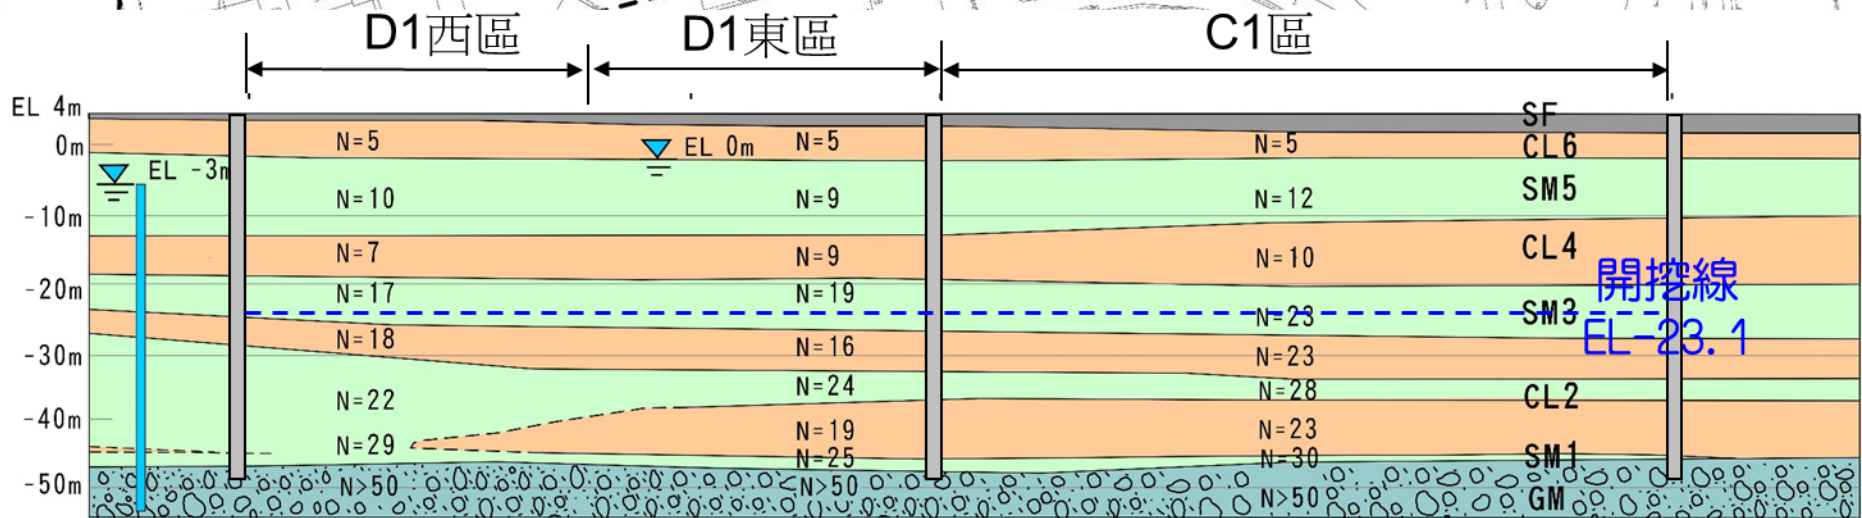 D1西區 D1東區 C1區
EL 4m SF
0m N=5 EL 0m N=5 N=5 CL6
EL -3m
N=10 N=9 N=12 SM5
-10m
N=7 N=9 N=10 CL4
開挖線
-20m N=17 N=19
N=23 SM3
EL-23.1
N=18 N=16 N=23
-30m
N=22 N=24 N=28 CL2
-40m
N=29 N=19 N=23
N=25 N=30 SM1
-50m N>50 N>50 N>50 GM